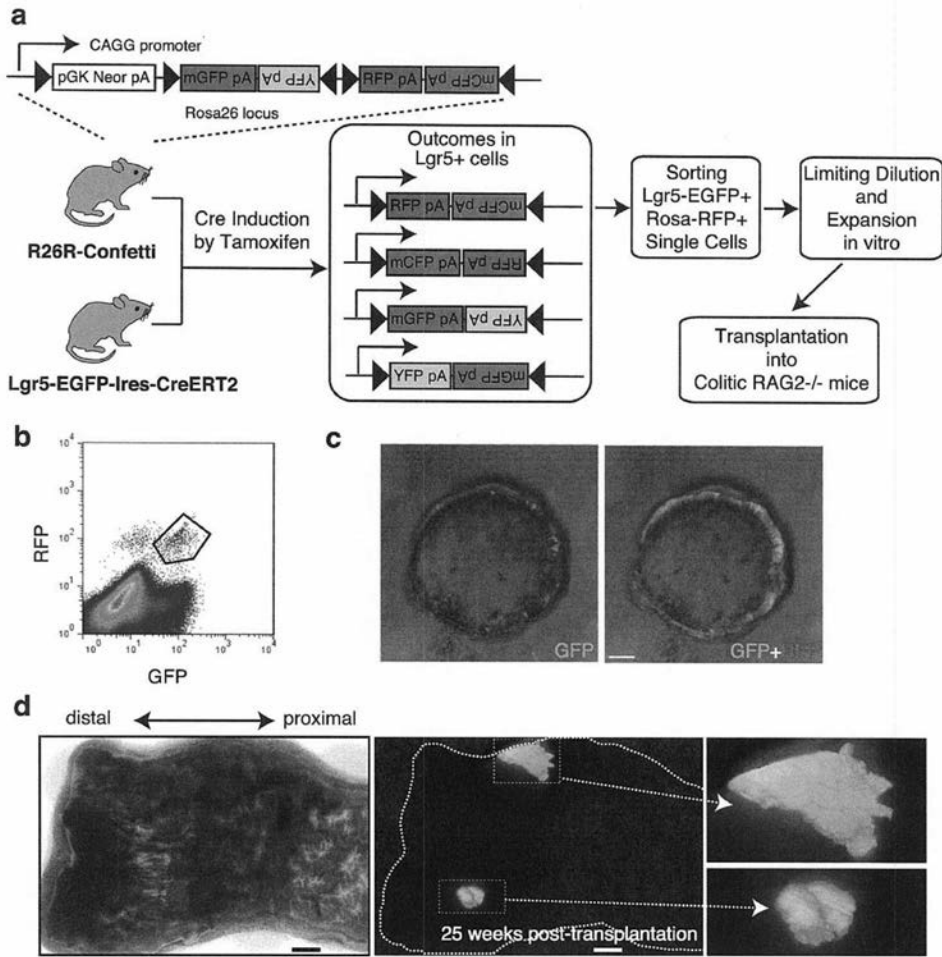 a
CAGG promoter
pGK Neor pA
mGFP pA
YFP pA
RFP pA
mCFP pA
Rosa26 locus
R26R-Confetti
Lgr5-EGFP-Ires-CreERT2
Cre Induction
by Tamoxifen
Outcomes in
Lgr5+ cells
RFP pA
mCFP pA
mCFP pA
RFP pA
mGFP pA
YFP pA
YFP pA
mGFP pA
Sorting
Lgr5-EGFP+
Rosa-RFP+
Single Cells
Limiting Dilution
and
Expansion
in vitro
Transplantation
into
Colitic RAG2-/- mice
b
RFP
10⁴
10³
10²
10¹
10⁰
10⁰ 10¹ 10² 10³ 10⁴
GFP
c
GFP
GFP+
d
distal
proximal
25 weeks post-transplantation